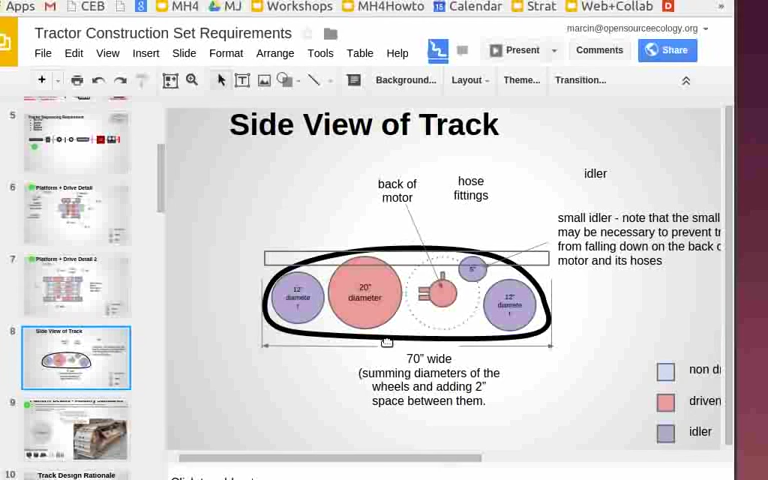 Apps
CEB
MH4
MJ
Workshops
MH4Howto
Calendar
Strat
Web+Collab
D
Tractor Construction Set Requirements
marcin@opensourceecology.org
File Edit View Insert Slide Format Arrange Tools Table Help
Present
Comments
Share
Background...
Layout
Theme...
Transition...
5
6
Platform + Drive Detail
7
Platform + Drive Detail 2
8
Side View of Track
9
10
Track Design Rationale
Side View of Track
back of
motor
hose
fittings
idler
small idler - note that the small
may be necessary to prevent tr
from falling down on the back o
motor and its hoses
12"
diamete
r
20"
diameter
5"
12"
diamete
r
70” wide
(summing diameters of the
wheels and adding 2”
space between them.
non dr
driven
idler